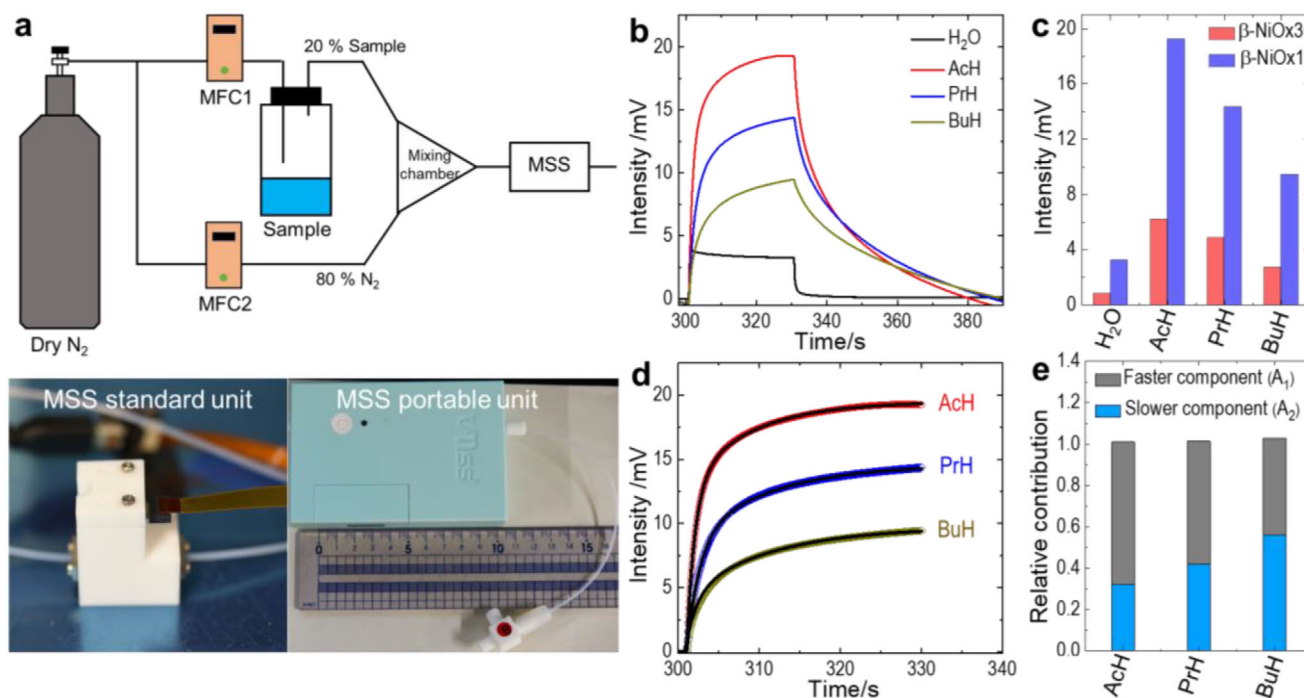 a
20 % Sample
MFC1
Mixing
chamber
MSS
Sample
MFC2
80 % N₂
Dry N₂
MSS standard unit
MSS portable unit
0 5 10 15
b
H₂O
AcH
PrH
BuH
Intensity /mV
20
15
10
5
0
300 320 340 360 380
Time/s
c
β-NiOx3
β-NiOx1
Intensity /mV
20
16
12
8
4
0
H₂O
AcH
PrH
BuH
d
Intensity /mV
20
15
10
5
0
AcH
PrH
BuH
300 310 320 330 340
Time/s
e
Faster component (A₁)
Slower component (A₂)
Relative contribution
1.4
1.2
1.0
0.8
0.6
0.4
0.2
0.0
AcH
PrH
BuH